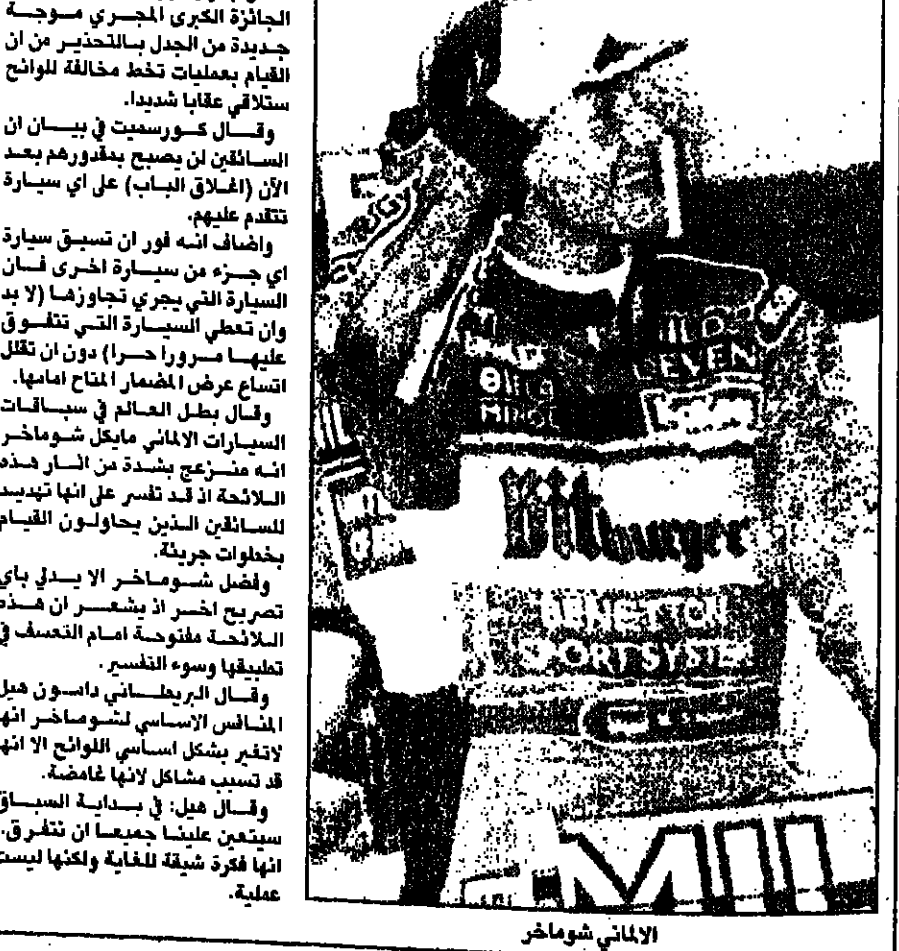 الجائزة الكبرى المجري موجة
جديدة من الجدل بالتحذير من ان
القيام بعمليات تخط مخالفة للوائح
ستلاقي عقابا شديدا.
وقال كورسميت في بيان ان
السائقين لن يصبح بمقدورهم بعد
الآن (اغلاق الباب) على اي سيارة
تتقدم عليهم.
واضاف انه فور ان تسبق سيارة
اي جزء من سيارة اخرى فان
السيارة التي يجري تجاوزها (لا بد
وان تعطي السيارة التي تتفوق
عليها مرورا حرا) دون ان تقلل
اتساع عرض المضمار المتاح امامها.
وقال بطل العالم في سباقات
السيارات الالماني مايكل شوماخر
انه منزعج بشدة من اثار هذه
اللائحة اذ قد تفسر على انها تهديد
للسائقين الذين يحاولون القيام
بخطوات جريئة.
وفضل شوماخر الا يدلي بأي
تصريح اخر اذ يشعر ان هذه
اللائحة مفتوحة امام التعسف في
تطبيقها وسوء التفسير.
وقال البريطاني دامون هيل
المنافس الاساسي لشوماخر انها
لاتغير بشكل اساسي اللوائح الا انها
قد تسبب مشاكل لانها غامضة.
وقال هيل: في بداية السباق
سيتعين علينا جميعا ان نتفرق.
انها فكرة شيقة للغاية ولكنها ليست
عملية.
MILD
SEVEN
Bitburger
BENETTON
SPORTSYSTEM
MIL
الالماني شوماخر